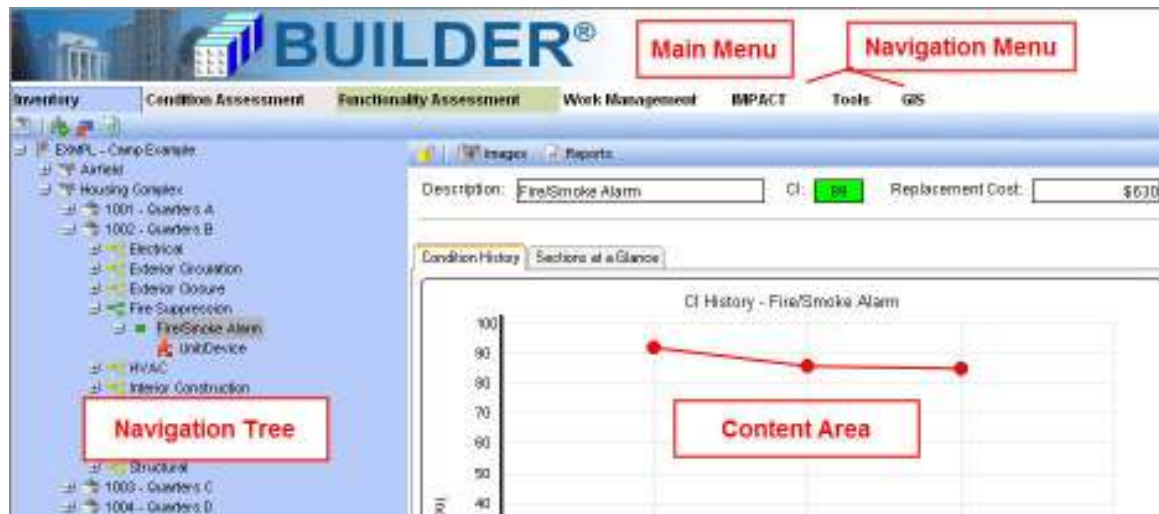 BUILDER®
Main Menu
Navigation Menu
Inventory Condition Assessment Functionality Assessment Work Management IMPACT Tools GIS
EXMPL - Camp Example
Airfield
Housing Complex
1001 - Quarters A
1002 - Quarters B
Electrical
Exterior Circulation
Exterior Closure
Fire Suppression
Fire/Smoke Alarm
Unit/Device
HVAC
Interior Construction
Navigation Tree
Structural
1003 - Quarters C
1004 - Quarters D
Images Reports
Description: Fire/Smoke Alarm CI: Replacement Cost: $630
Condition History Sections at a Glance
CI History - Fire/Smoke Alarm
100
90
80
70
60
50
40
Content Area